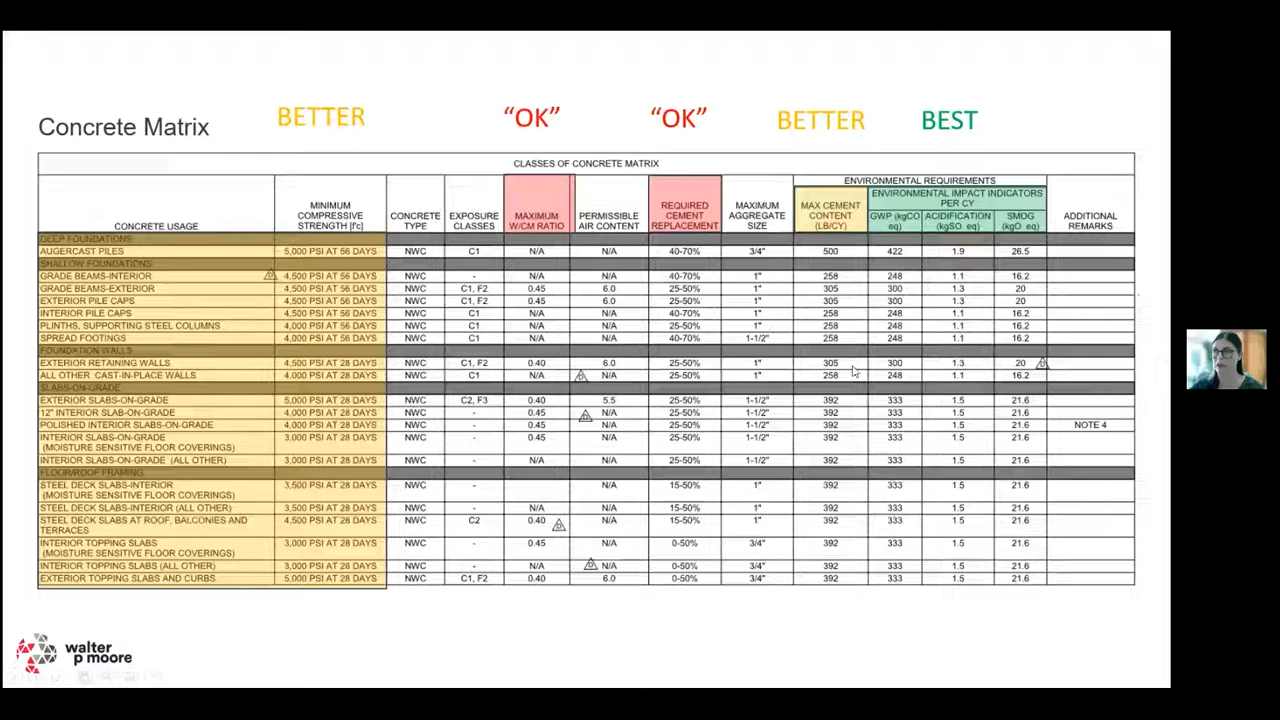 BETTER "OK" "OK" BETTER BEST
Concrete Matrix
CLASSES OF CONCRETE MATRIX
ENVIRONMENTAL REQUIREMENTS
ENVIRONMENTAL IMPACT INDICATORS PER CY
CONCRETE USAGE MINIMUM COMPRESSIVE STRENGTH [f'c] CONCRETE TYPE EXPOSURE CLASSES MAXIMUM W/CM RATIO PERMISSIBLE AIR CONTENT REQUIRED CEMENT REPLACEMENT MAXIMUM AGGREGATE SIZE MAX CEMENT CONTENT (LB/CY) GWP (kgCO eq) ACIDIFICATION (kgSO eq) SMOG (kgO eq) ADDITIONAL REMARKS
DEEP FOUNDATIONS
AUGERCAST PILES 5,000 PSI AT 56 DAYS NWC C1 N/A N/A 40-70% 3/4" 500 422 1.9 26.5
SHALLOW FOUNDATIONS
GRADE BEAMS-INTERIOR 4,500 PSI AT 56 DAYS NWC - N/A N/A 40-70% 1" 258 248 1.1 16.2
GRADE BEAMS-EXTERIOR 4,500 PSI AT 56 DAYS NWC C1, F2 0.45 6.0 25-50% 1" 305 300 1.3 20
EXTERIOR PILE CAPS 4,500 PSI AT 56 DAYS NWC C1, F2 0.45 6.0 25-50% 1" 305 300 1.3 20
INTERIOR PILE CAPS 4,500 PSI AT 56 DAYS NWC C1 N/A N/A 40-70% 1" 258 248 1.1 16.2
PLINTHS, SUPPORTING STEEL COLUMNS 4,000 PSI AT 56 DAYS NWC C1 N/A N/A 25-50% 1" 258 248 1.1 16.2
SPREAD FOOTINGS 4,000 PSI AT 56 DAYS NWC C1 N/A N/A 40-70% 1-1/2" 258 248 1.1 16.2
FOUNDATION WALLS
EXTERIOR RETAINING WALLS 4,500 PSI AT 28 DAYS NWC C1, F2 0.40 6.0 25-50% 1" 305 300 1.3 20
ALL OTHER CAST-IN-PLACE WALLS 4,000 PSI AT 28 DAYS NWC C1 N/A N/A 25-50% 1" 258 248 1.1 16.2
SLABS-ON-GRADE
EXTERIOR SLABS-ON-GRADE 5,000 PSI AT 28 DAYS NWC C2, F3 0.40 5.5 25-50% 1-1/2" 392 333 1.5 21.6
12" INTERIOR SLAB-ON-GRADE 4,000 PSI AT 28 DAYS NWC - 0.45 N/A 25-50% 1-1/2" 392 333 1.5 21.6
POLISHED INTERIOR SLABS-ON-GRADE 4,000 PSI AT 28 DAYS NWC - 0.45 N/A 25-50% 1-1/2" 392 333 1.5 21.6 NOTE 4
INTERIOR SLABS-ON-GRADE 3,000 PSI AT 28 DAYS NWC - 0.45 N/A 25-50% 1-1/2" 392 333 1.5 21.6
(MOISTURE SENSITIVE FLOOR COVERINGS)
INTERIOR SLABS-ON-GRADE (ALL OTHER) 3,000 PSI AT 28 DAYS NWC - N/A N/A 25-50% 1-1/2" 392 333 1.5 21.6
FLOOR/ROOF FRAMING
STEEL DECK SLABS-INTERIOR 3,500 PSI AT 28 DAYS NWC - N/A 15-50% 1" 392 333 1.5 21.6
(MOISTURE SENSITIVE FLOOR COVERINGS)
STEEL DECK SLABS-INTERIOR (ALL OTHER) 3,500 PSI AT 28 DAYS NWC - N/A N/A 15-50% 1" 392 333 1.5 21.6
STEEL DECK SLABS AT ROOF, BALCONIES AND 4,500 PSI AT 28 DAYS NWC C2 0.40 N/A 15-50% 1" 392 333 1.5 21.6
TERRACES
INTERIOR TOPPING SLABS 3,000 PSI AT 28 DAYS NWC - 0.45 N/A 0-50% 3/4" 392 333 1.5 21.6
(MOISTURE SENSITIVE FLOOR COVERINGS)
INTERIOR TOPPING SLABS (ALL OTHER) 3,000 PSI AT 28 DAYS NWC - N/A N/A 0-50% 3/4" 392 333 1.5 21.6
EXTERIOR TOPPING SLABS AND CURBS 5,000 PSI AT 28 DAYS NWC C1, F2 0.40 6.0 0-50% 3/4" 392 333 1.5 21.6
walter
p moore